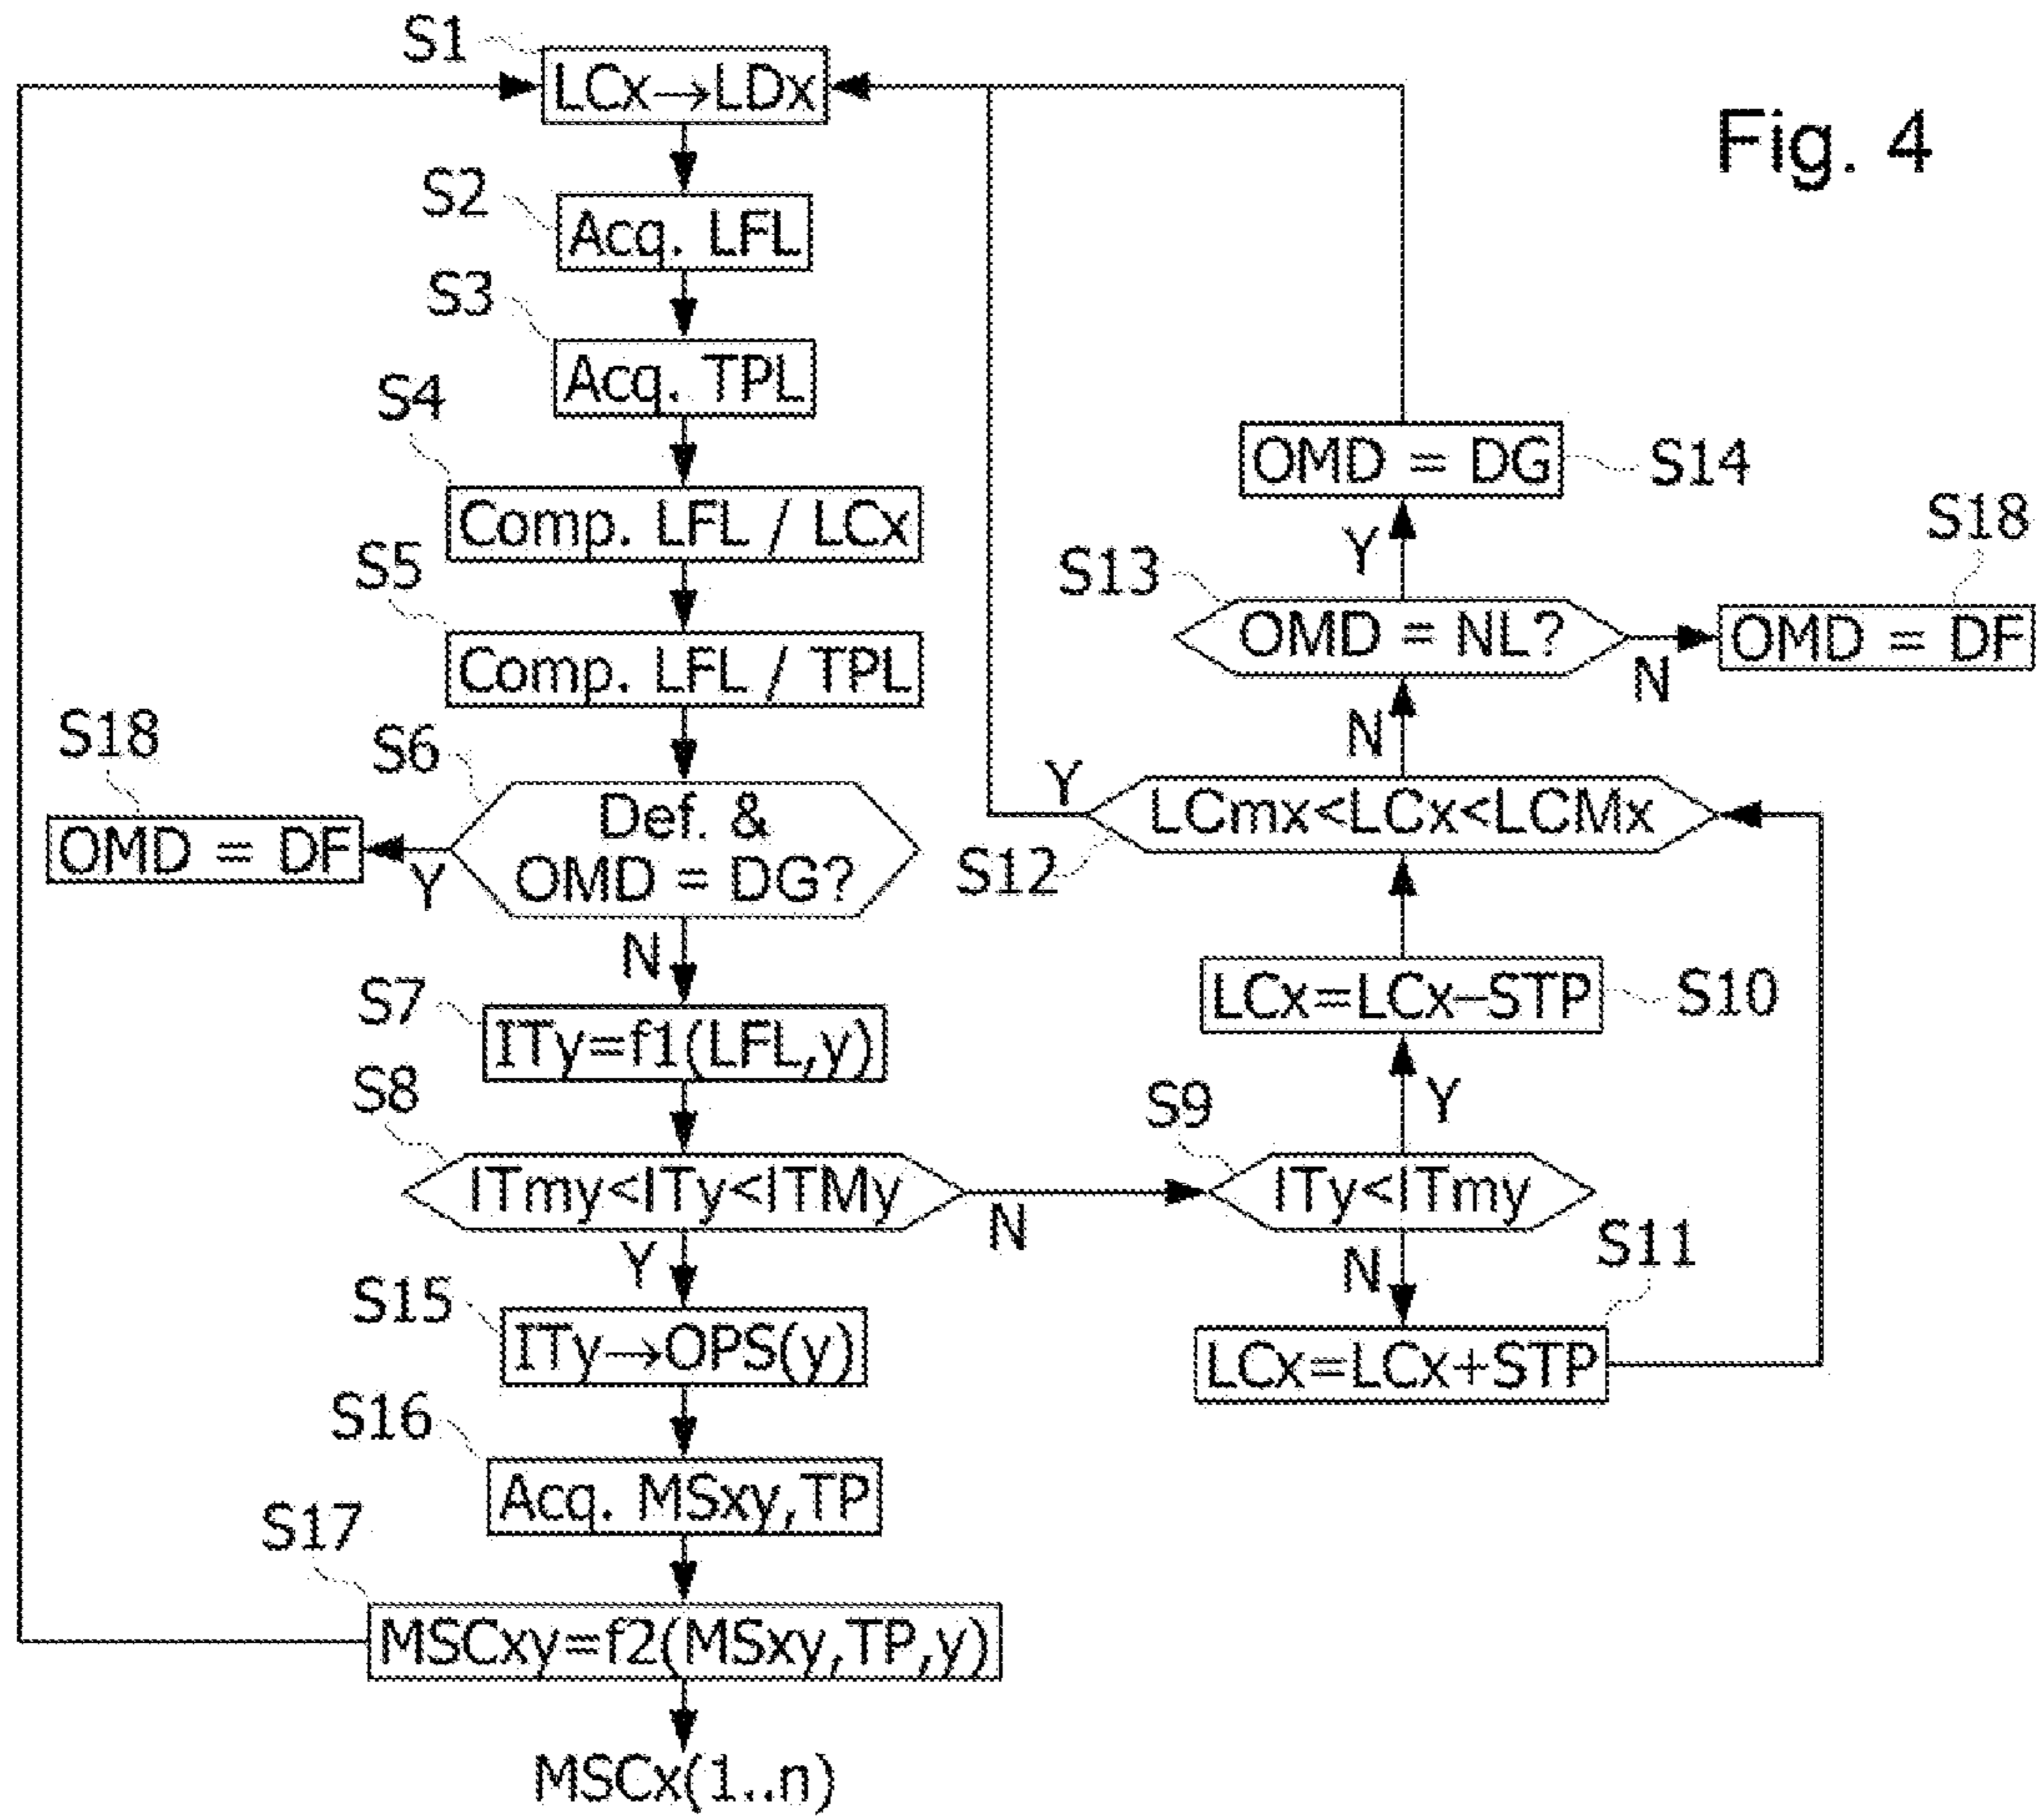 Fig. 4
S1
LCx→LDx
S2
Acq. LFL
S3
Acq. TPL
S4
Comp. LFL / LCx
S5
Comp. LFL / TPL
S6
Def. &
OMD = DG?
Y
S18
OMD = DF
N
S7
ITy=f1(LFL,y)
S8
ITmy<ITy<ITMy
N
Y
S9
ITy<ITmy
Y
S10
LCx=LCx–STP
N
S11
LCx=LCx+STP
S12
LCmx<LCx<LCMx
Y
N
S13
OMD = NL?
Y
S14
OMD = DG
N
S18
OMD = DF
S15
ITy→OPS(y)
S16
Acq. MSxy,TP
S17
MSCxy=f2(MSxy,TP,y)
MSCx(1..n)